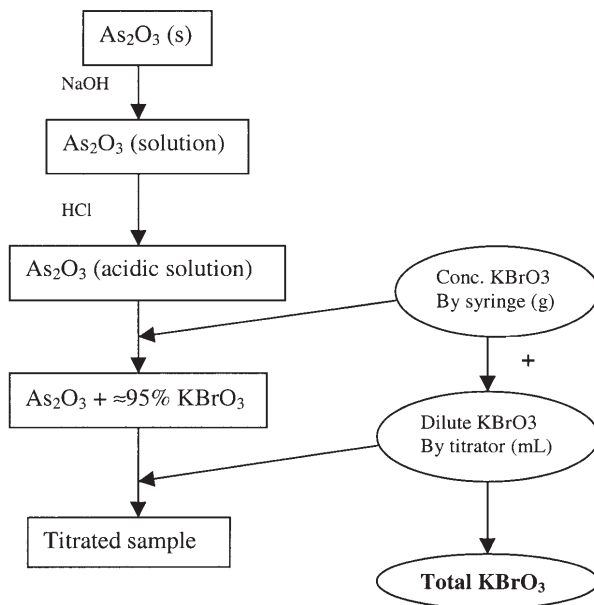 As₂O₃ (s)
NaOH
As₂O₃ (solution)
HCl
As₂O₃ (acidic solution)
Conc. KBrO3
By syringe (g)
+
As₂O₃ + ≈95% KBrO₃
Dilute KBrO3
By titrator (mL)
Titrated sample
Total KBrO₃